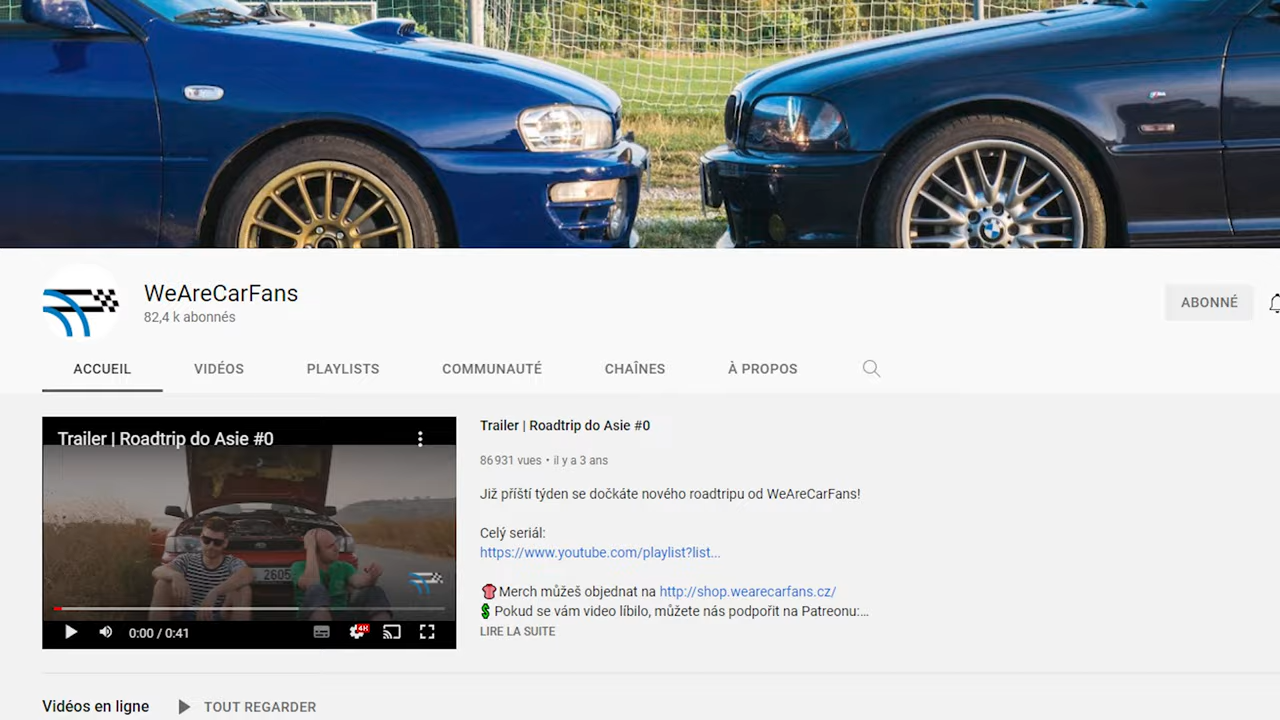 WeAreCarFans
82,4 k abonnés
ABONNÉ
ACCUEIL
VIDÉOS
PLAYLISTS
COMMUNAUTÉ
CHAÎNES
À PROPOS
Trailer | Roadtrip do Asie #0
2605
0:00 / 0:41
4K
Trailer | Roadtrip do Asie #0
86 931 vues • il y a 3 ans
Již příští týden se dočkáte nového roadtripu od WeAreCarFans!
Celý seriál:
https://www.youtube.com/playlist?list...
Merch můžeš objednat na http://shop.wearecarfans.cz/
Pokud se vám video líbilo, můžete nás podpořit na Patreonu:...
LIRE LA SUITE
Vidéos en ligne
TOUT REGARDER